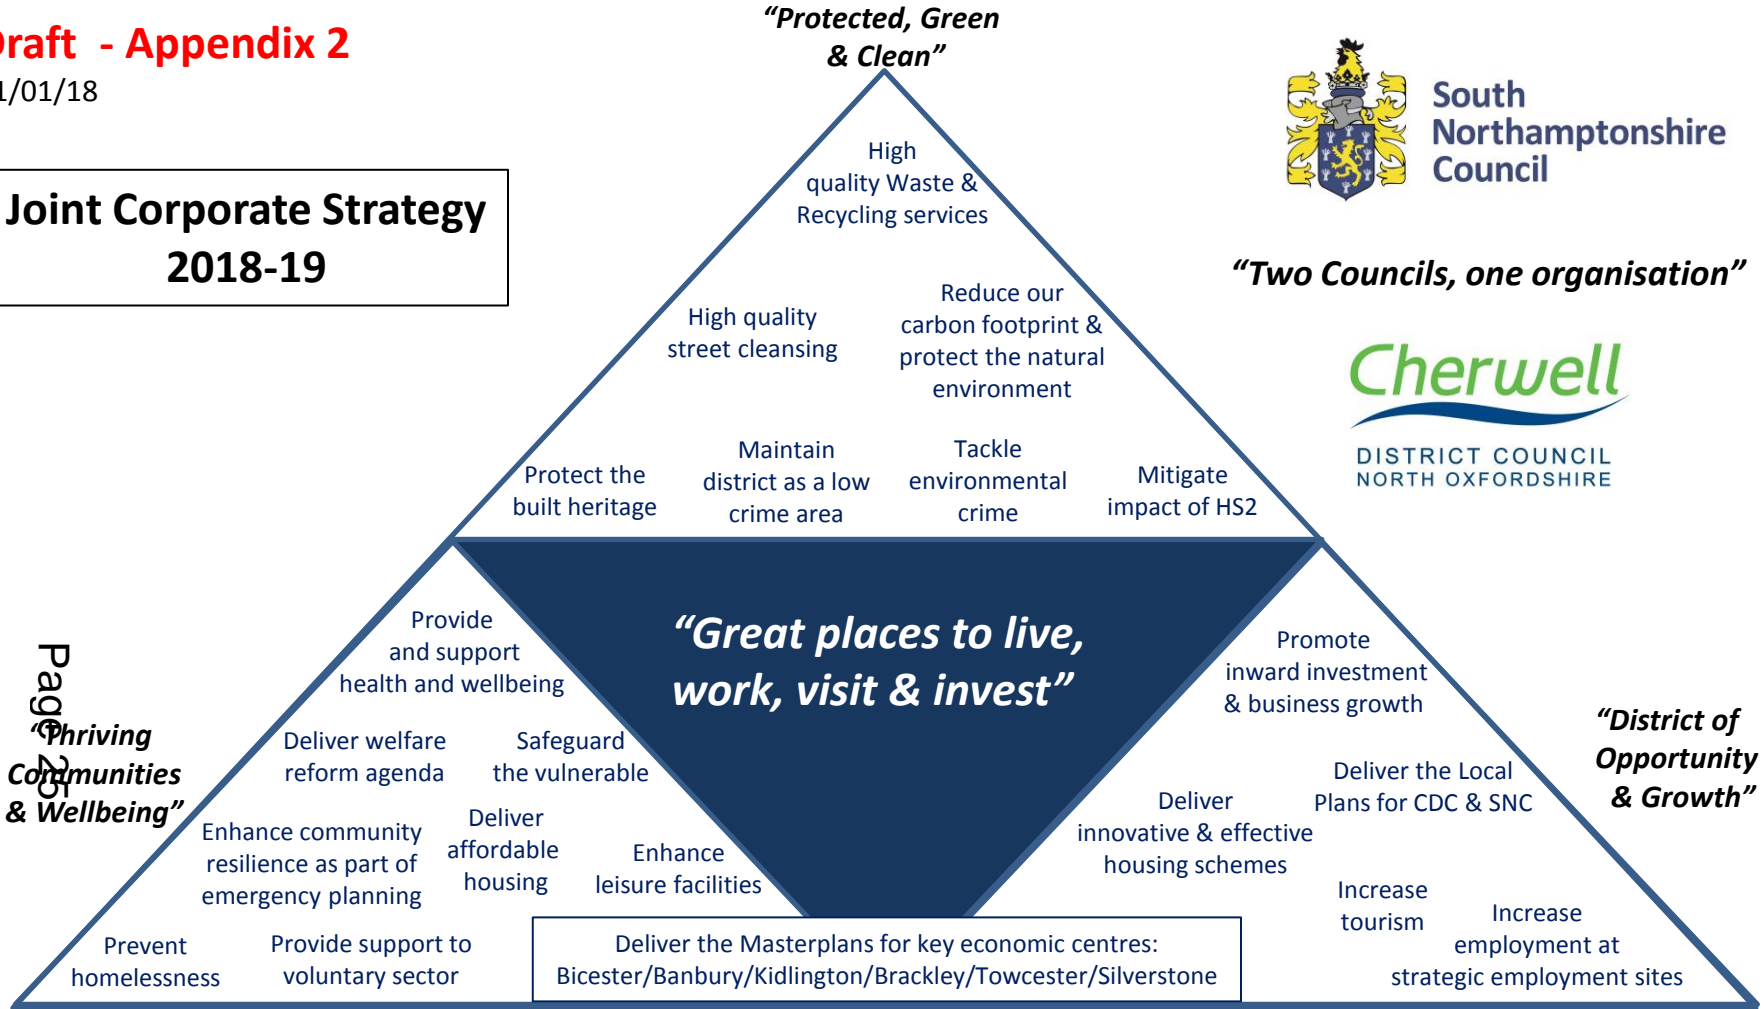 Draft - Appendix 2
1/01/18
Joint Corporate Strategy
2018-19
“Protected, Green
& Clean”
South
Northamptonshire
Council
“Two Councils, one organisation”
Cherwell
DISTRICT COUNCIL
NORTH OXFORDSHIRE
High
quality Waste &
Recycling services
High quality
street cleansing
Reduce our
carbon footprint &
protect the natural
environment
Protect the
built heritage
Maintain
district as a low
crime area
Tackle
environmental
crime
Mitigate
impact of HS2
“Great places to live,
work, visit & invest”
Page 25
“Thriving
Communities
& Wellbeing”
Provide
and support
health and wellbeing
Deliver welfare
reform agenda
Safeguard
the vulnerable
Enhance community
resilience as part of
emergency planning
Deliver
affordable
housing
Enhance
leisure facilities
Prevent
homelessness
Provide support to
voluntary sector
Deliver the Masterplans for key economic centres:
Bicester/Banbury/Kidlington/Brackley/Towcester/Silverstone
Promote
inward investment
& business growth
“District of
Opportunity
& Growth”
Deliver the Local
Plans for CDC & SNC
Deliver
innovative & effective
housing schemes
Increase
tourism
Increase
employment at
strategic employment sites